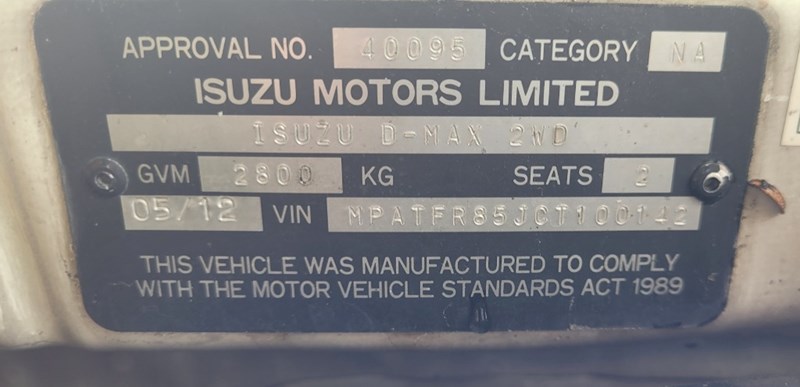 APPROVAL NO. 40095 CATEGORY NA
ISUZU MOTORS LIMITED
ISUZU D-MAX 2WD
GVM 2800 KG SEATS 2
05/12 VIN MPATFR85JCT100142
THIS VEHICLE WAS MANUFACTURED TO COMPLY
WITH THE MOTOR VEHICLE STANDARDS ACT 1989